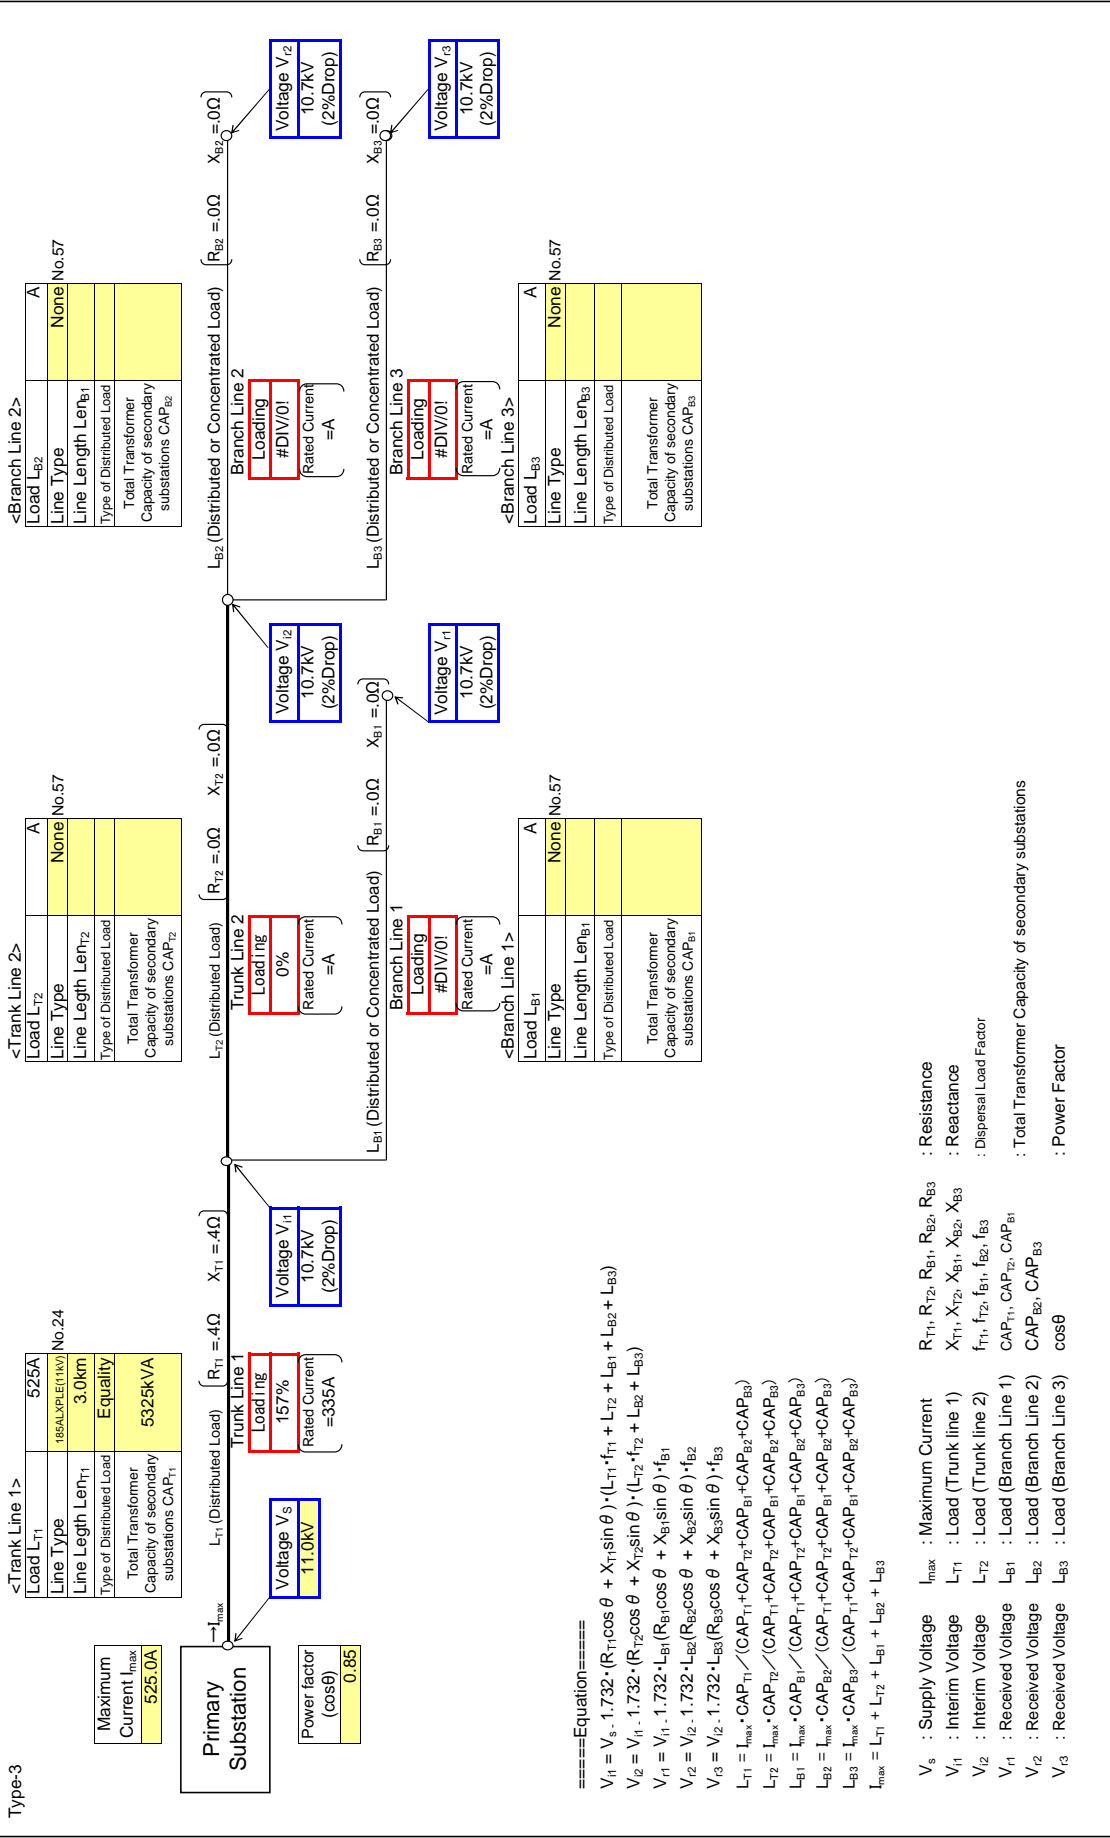 Type-3
Maximum
Current Imax
525.0A
Primary
Substation
Power factor
(cosθ)
0.85
→Imax
Voltage VS
11.0kV
<Trank Line 1>
Load LT1 525A
Line Type 185ALXPLE(11kV) No.24
Line Length LenT1 3.0km
Type of Distributed Load Equality
Total Transformer
Capacity of secondary
substations CAPT1
5325kVA
LT1 (Distributed Load) RT1 =.4Ω XT1 =.4Ω
Trunk Line 1
Loading
157%
Rated Current
=335A
Voltage Vi1
10.7kV
(2%Drop)
<Trank Line 2>
Load LT2 A
Line Type None No.57
Line Legth LenT2
Type of Distributed Load
Total Transformer
Capacity of secondary
substations CAPT2
LT2 (Distributed Load) RT2 =.0Ω XT2 =.0Ω
Trunk Line 2
Loading
0%
Rated Current
=A
Voltage Vi2
10.7kV
(2%Drop)
LB1 (Distributed or Concentrated Load) RB1 =.0Ω XB1 =.0Ω
Branch Line 1
Loading
#DIV/0!
Rated Current
=A
Voltage Vr1
10.7kV
(2%Drop)
<Branch Line 1>
Load LB1 A
Line Type None No.57
Line Length LenB1
Type of Distributed Load
Total Transformer
Capacity of secondary
substations CAPB1
<Branch Line 2>
Load LB2 A
Line Type None No.57
Line Length LenB1
Type of Distributed Load
Total Transformer
Capacity of secondary
substations CAPB2
LB2 (Distributed or Concentrated Load) RB2 =.0Ω XB2 =.0Ω
Branch Line 2
Loading
#DIV/0!
Rated Current
=A
Voltage Vr2
10.7kV
(2%Drop)
LB3 (Distributed or Concentrated Load) RB3 =.0Ω XB3 =.0Ω
Branch Line 3
Loading
#DIV/0!
Rated Current
=A
Voltage Vr3
10.7kV
(2%Drop)
<Branch Line 3>
Load LB3 A
Line Type None No.57
Line Length LenB3
Type of Distributed Load
Total Transformer
Capacity of secondary
substations CAPB3
=====Equation=====
Vi1 = VS - 1.732・(RT1cosθ + XT1sinθ)・(LT1・fT1 + LT2 + LB1 + LB2 + LB3)
Vi2 = Vi1 - 1.732・(RT2cosθ + XT2sinθ)・(LT2・fT2 + LB2 + LB3)
Vr1 = Vi1 - 1.732・LB1(RB1cosθ + XB1sinθ)・fB1
Vr2 = Vi2 - 1.732・LB2(RB2cosθ + XB2sinθ)・fB2
Vr3 = Vi2 - 1.732・LB3(RB3cosθ + XB3sinθ)・fB3
LT1 = Imax・CAPT1／(CAPT1+CAPT2+CAPB1+CAPB2+CAPB3)
LT2 = Imax・CAPT2／(CAPT1+CAPT2+CAPB1+CAPB2+CAPB3)
LB1 = Imax・CAPB1／(CAPT1+CAPT2+CAPB1+CAPB2+CAPB3)
LB2 = Imax・CAPB2／(CAPT1+CAPT2+CAPB1+CAPB2+CAPB3)
LB3 = Imax・CAPB3／(CAPT1+CAPT2+CAPB1+CAPB2+CAPB3)
Imax = LT1 + LT2 + LB1 + LB2 + LB3
Vs : Supply Voltage Imax : Maximum Current RT1, RT2, RB1, RB2, RB3 : Resistance
Vi1 : Interim Voltage LT1 : Load (Trunk line 1) XT1, XT2, XB1, XB2, XB3 : Reactance
Vi2 : Interim Voltage LT2 : Load (Trunk line 2) fT1, fT2, fB1, fB2, fB3 : Dispersal Load Factor
Vr1 : Received Voltage LB1 : Load (Branch Line 1) CAPT1, CAPT2, CAPB1 : Total Transformer Capacity of secondary substations
Vr2 : Received Voltage LB2 : Load (Branch Line 2) CAPB2, CAPB3
Vr3 : Received Voltage LB3 : Load (Branch Line 3) cosθ : Power Factor